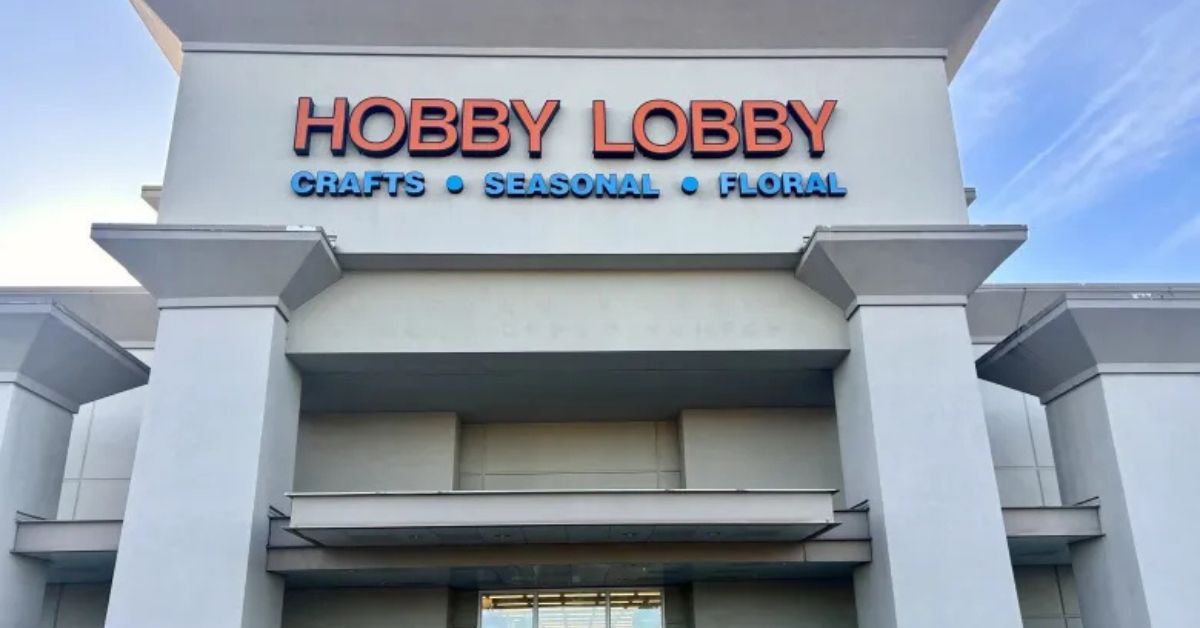 HOBBY LOBBY
CRAFTS • SEASONAL • FLORAL